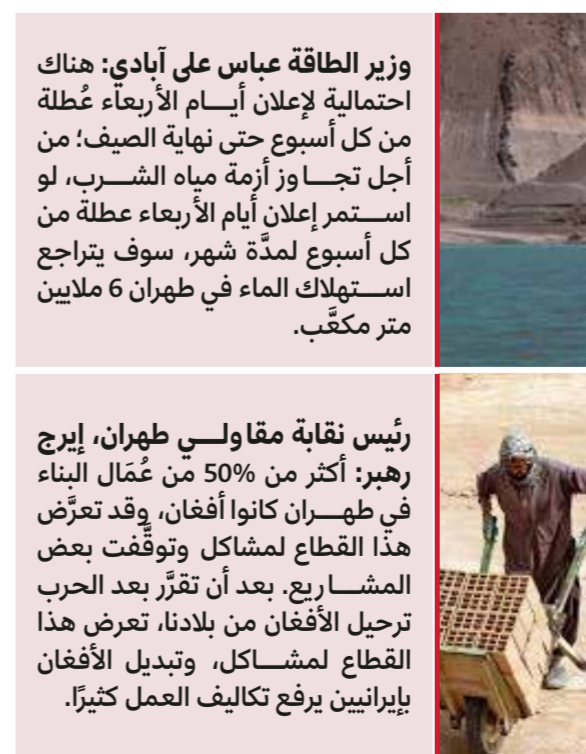 وزير الطاقة عباس علي آبادي: هناك
احتمالية لإعلان أيـــام الأربعاء عُطلة
من كل أسبوع حتى نهاية الصيف؛ من
أجل تجـــاوز أزمة مياه الشـــرب، لو
اســـتمر إعلان أيام الأربعاء عطلة من
كل أسبوع لمدَّة شهر، سوف يتراجع
اســـتهلاك الماء في طهران 6 ملايين
متر مكعَّب.
رئيس نقابة مقاولـــي طهران، إيرج
رهبر: أكثر من 50% من عُمَال البناء
في طهـــران كانوا أفغان، وقد تعرَّض
هذا القطاع لمشاكل وتوقَّفت بعض
المشـــاريع. بعد أن تقرَّر بعد الحرب
ترحيل الأفغان من بلادنا، تعرض هذا
القطاع لمشـــاكل، وتبديل الأفغان
بإيرانيين يرفع تكاليف العمل كثيرًا.